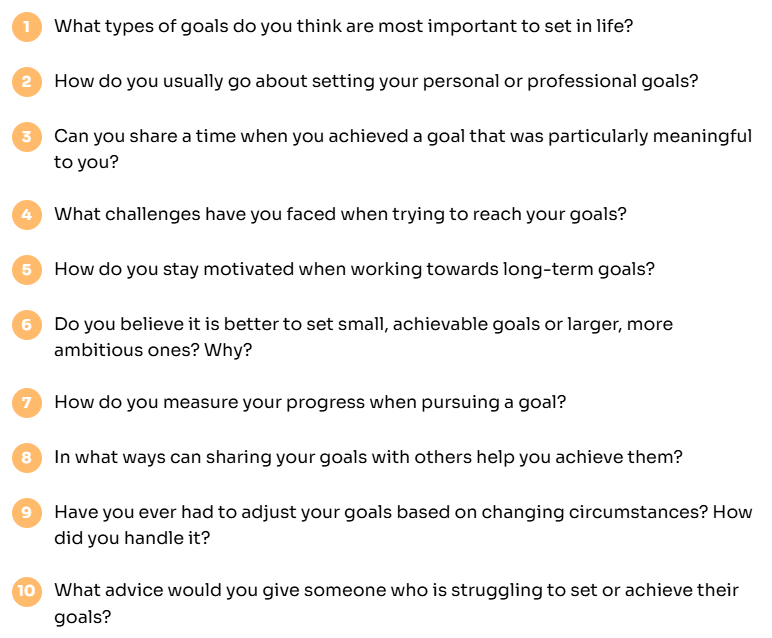 1 What types of goals do you think are most important to set in life?
2 How do you usually go about setting your personal or professional goals?
3 Can you share a time when you achieved a goal that was particularly meaningful
to you?
4 What challenges have you faced when trying to reach your goals?
5 How do you stay motivated when working towards long-term goals?
6 Do you believe it is better to set small, achievable goals or larger, more
ambitious ones? Why?
7 How do you measure your progress when pursuing a goal?
8 In what ways can sharing your goals with others help you achieve them?
9 Have you ever had to adjust your goals based on changing circumstances? How
did you handle it?
10 What advice would you give someone who is struggling to set or achieve their
goals?